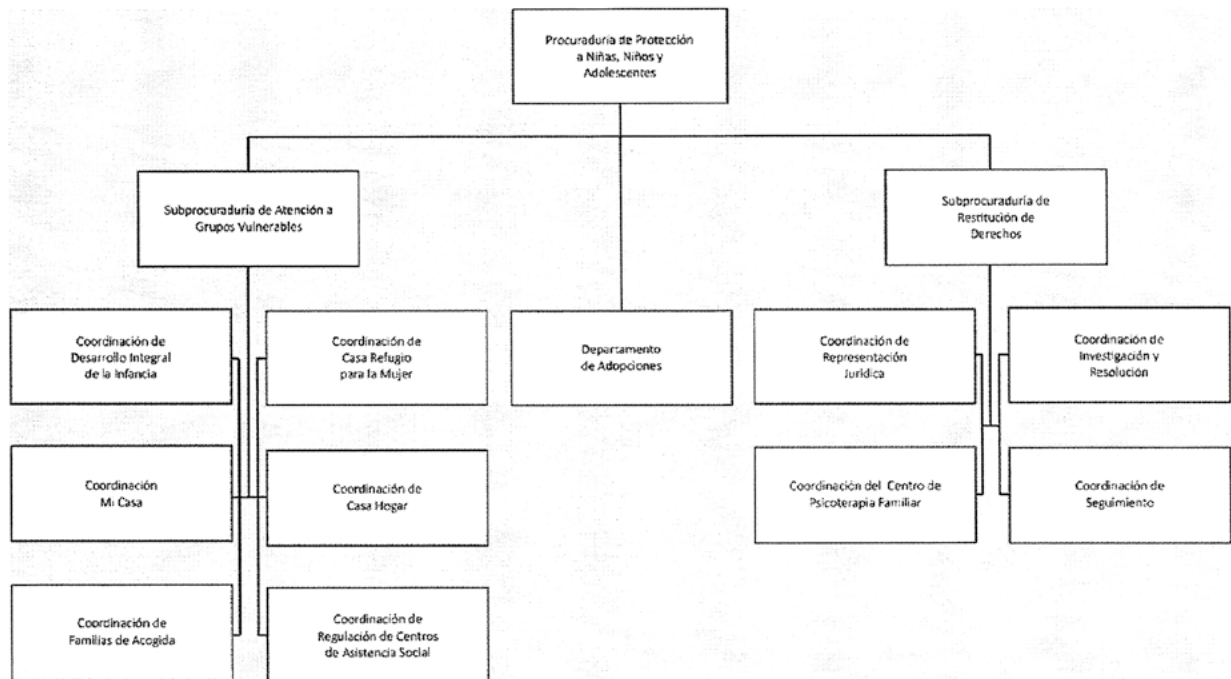 Procuraduría de Protección
a Niñas, Niños y
Adolescentes
Subprocuraduría de Atención a
Grupos Vulnerables
Subprocuraduría de
Restitución de
Derechos
Coordinación de
Desarrollo Integral
de la Infancia
Coordinación de
Casa Refugio
para la Mujer
Departamento
de Adopciones
Coordinación de
Representación
Jurídica
Coordinación de
Investigación y
Resolución
Coordinación
Mi Casa
Coordinación de
Casa Hogar
Coordinación del Centro de
Psicoterapia Familiar
Coordinación de
Seguimiento
Coordinación de
Familias de Acogida
Coordinación de
Regulación de Centros
de Asistencia Social